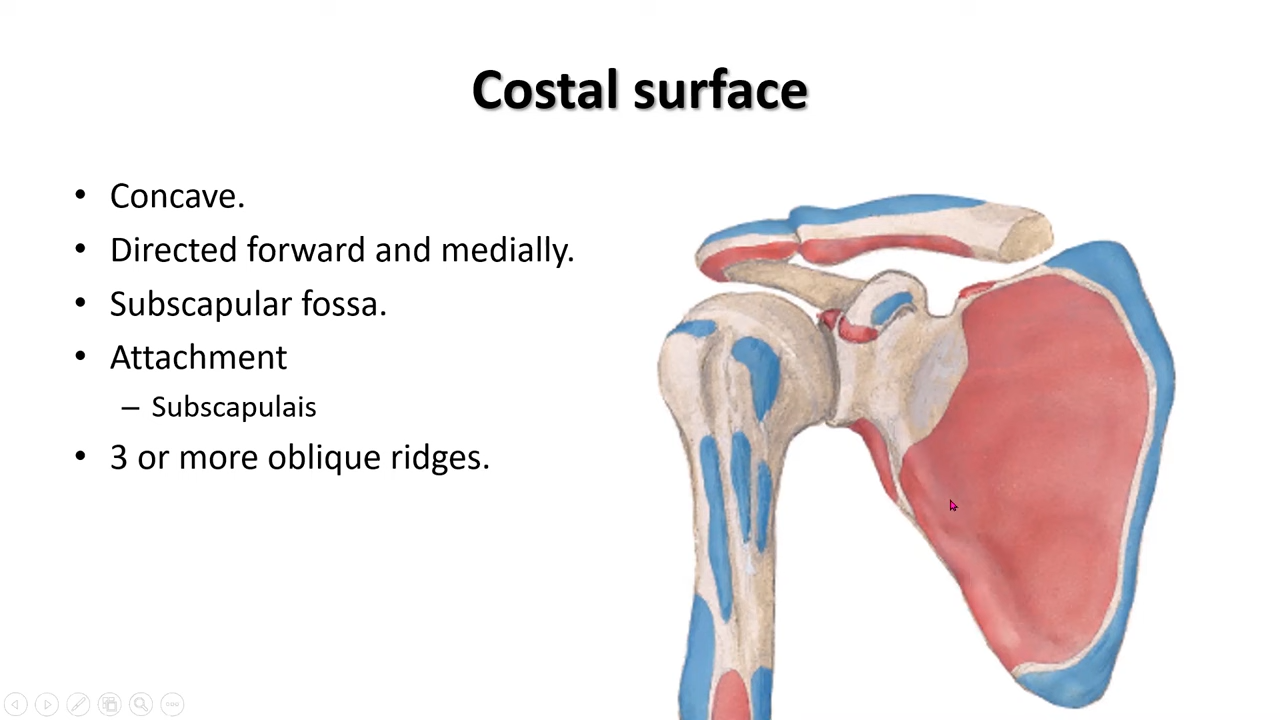 Costal surface
• Concave.
• Directed forward and medially.
• Subscapular fossa.
• Attachment
– Subscapulais
• 3 or more oblique ridges.